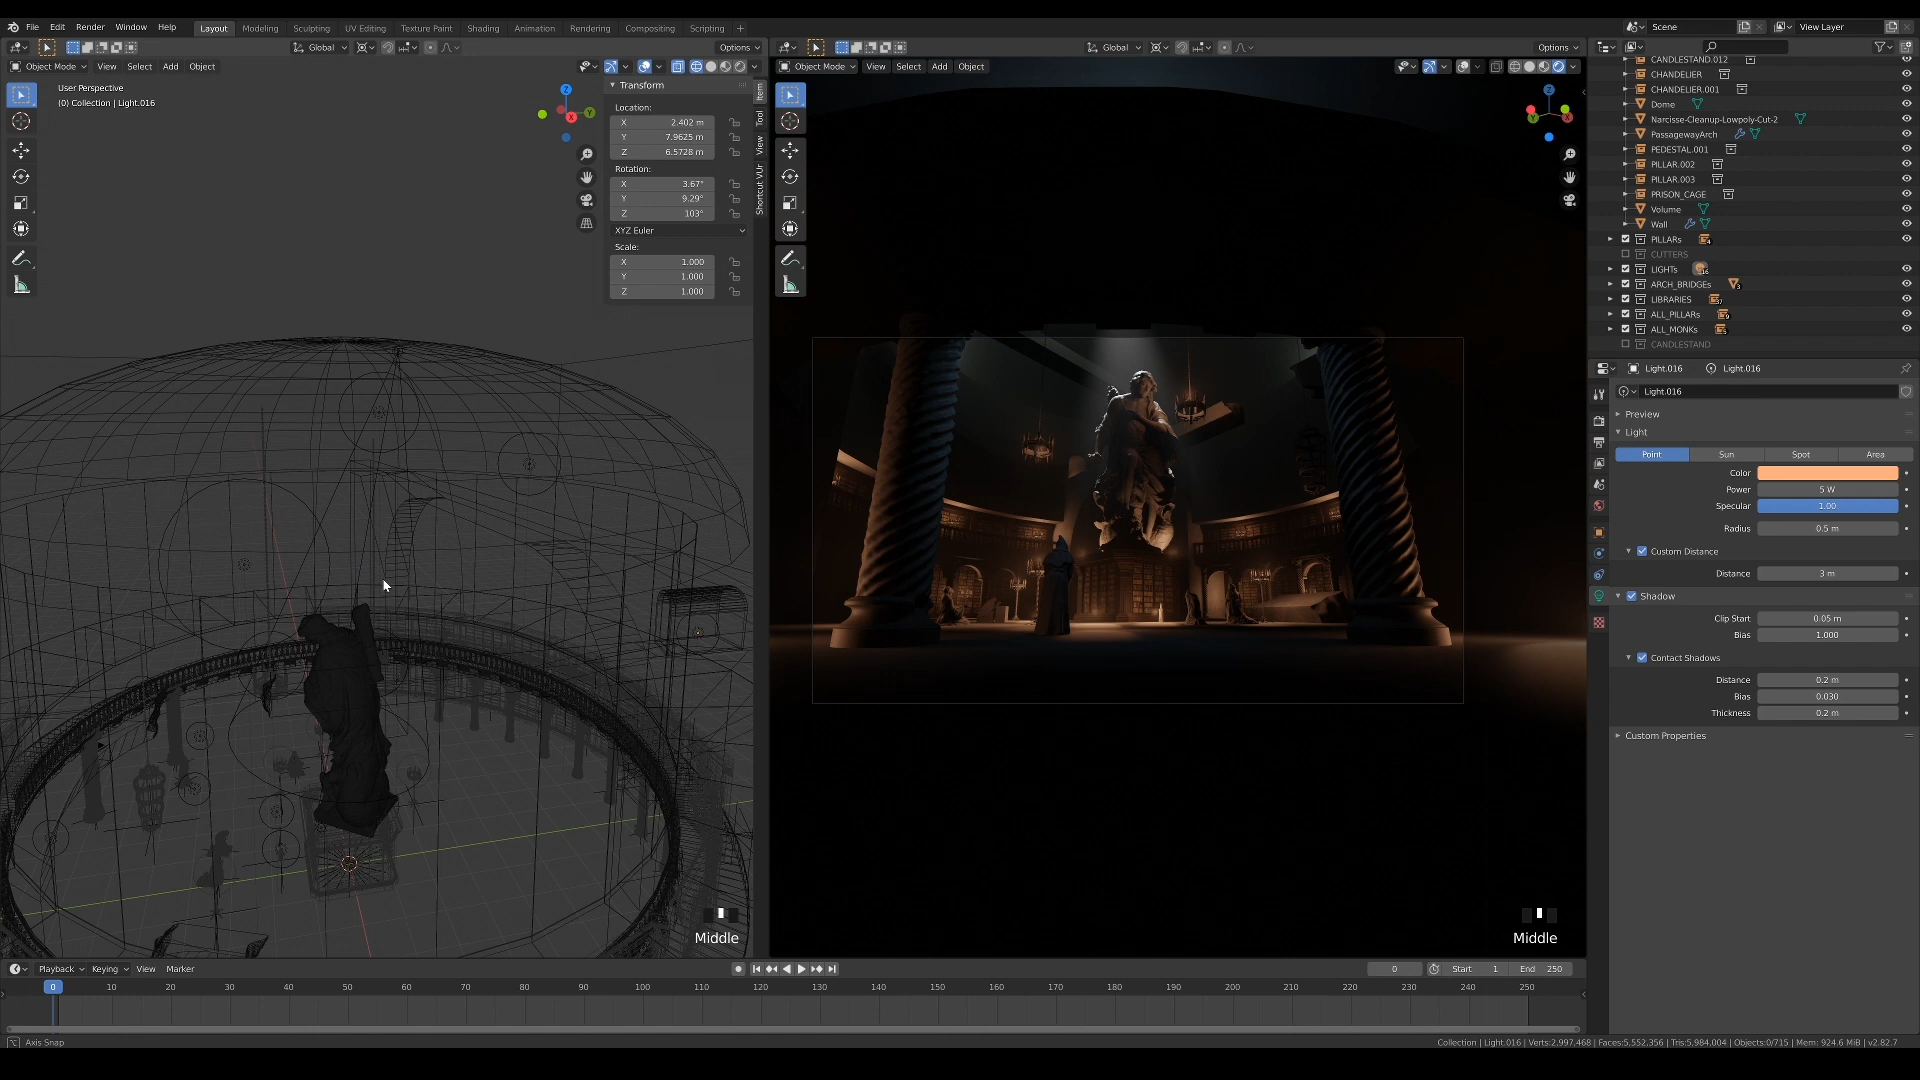 File Edit Render Window Help Layout Modeling Sculpting UV Editing Texture Paint Shading Animation Rendering Compositing Scripting + Scene View Layer
Global Options Global Options
Object Mode View Select Add Object Object Mode View Select Add Object
User Perspective
(0) Collection | Light.016
Transform
Location:
X 2.402 m
Y 7.9625 m
Z 6.5728 m
Rotation:
X 3.67°
Y 9.29°
Z 103°
XYZ Euler
Scale:
X 1.000
Y 1.000
Z 1.000
Item
Tool
View
Shortcut VUr
Z
X
Y
Middle
Middle
CANDLESTAND.012
CHANDELIER
CHANDELIER.001
Dome
Narcisse-Cleanup-Lowpoly-Cut-2
PassagewayArch
PEDESTAL.001
PILLAR.002
PILLAR.003
PRISON_CAGE
Volume
Wall
PILLARs
CUTTERS
LIGHTs 16
ARCH_BRIDGEs 3
LIBRARIES
ALL_PILLARs
ALL_MONKs
CANDLESTAND
Light.016 Light.016
Light.016
Preview
Light
Point Sun Spot Area
Color
Power 5 W
Specular 1.00
Radius 0.5 m
Custom Distance
Distance 3 m
Shadow
Clip Start 0.05 m
Bias 1.000
Contact Shadows
Distance 0.2 m
Bias 0.030
Thickness 0.2 m
Custom Properties
Playback Keying View Marker 0 Start 1 End 250
0 10 20 30 40 50 60 70 80 90 100 110 120 130 140 150 160 170 180 190 200 210 220 230 240 250
Axis Snap Collection | Light.016 | Verts:2,997,468 | Faces:5,552,356 | Tris:5,984,004 | Objects:0/715 | Mem: 924.6 MiB | v2.82.7